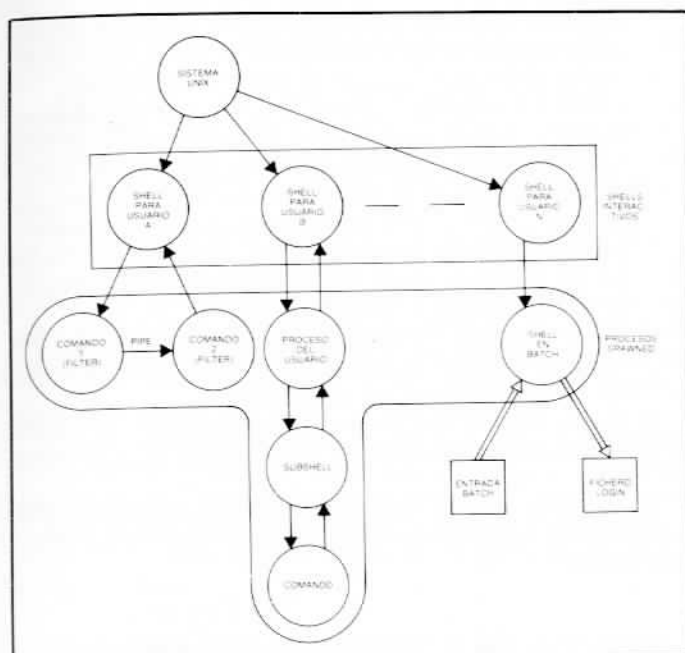 SISTEMA
UNIX
SHELL
PARA
USUARIO
A
SHELL
PARA
USUARIO
B
SHELL
PARA
USUARIO
N
SHELLS
INTERAC
TIVOS
COMANDO
1
(FILTER)
PIPE
COMANDO
2
(FILTER)
PROCESO
DEL
USUARIO
SHELL
EN
BATCH
PROCESOS
SPAWNED
SUBSHELL
ENTRADA
BATCH
FICHERO
LOGIN
COMANDO